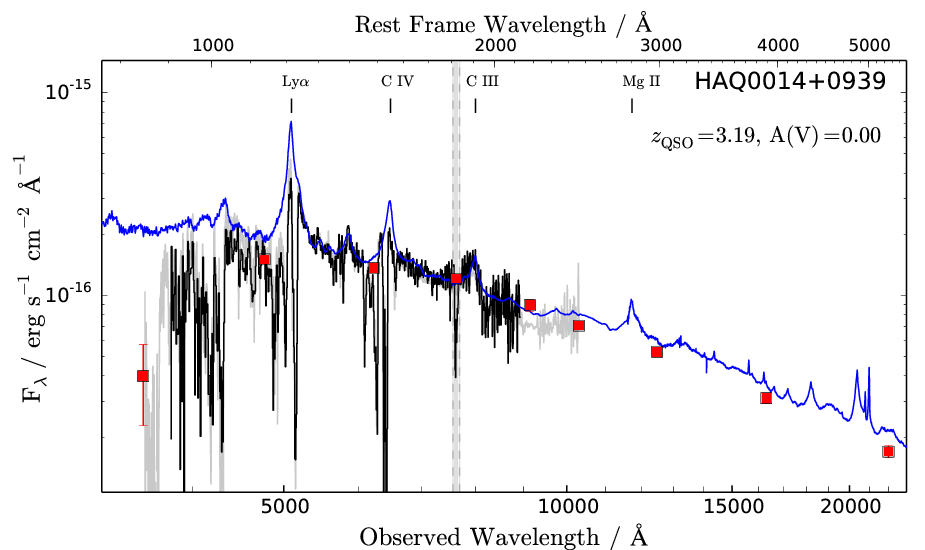 Rest Frame Wavelength / Å
1000 2000 3000 4000 5000
Lyα C IV C III Mg II
HAQ0014+0939
z_QSO=3.19, A(V)=0.00
10⁻¹⁵
10⁻¹⁶
F_λ / erg s⁻¹ cm⁻² Å⁻¹
5000 10000 15000 20000
Observed Wavelength / Å